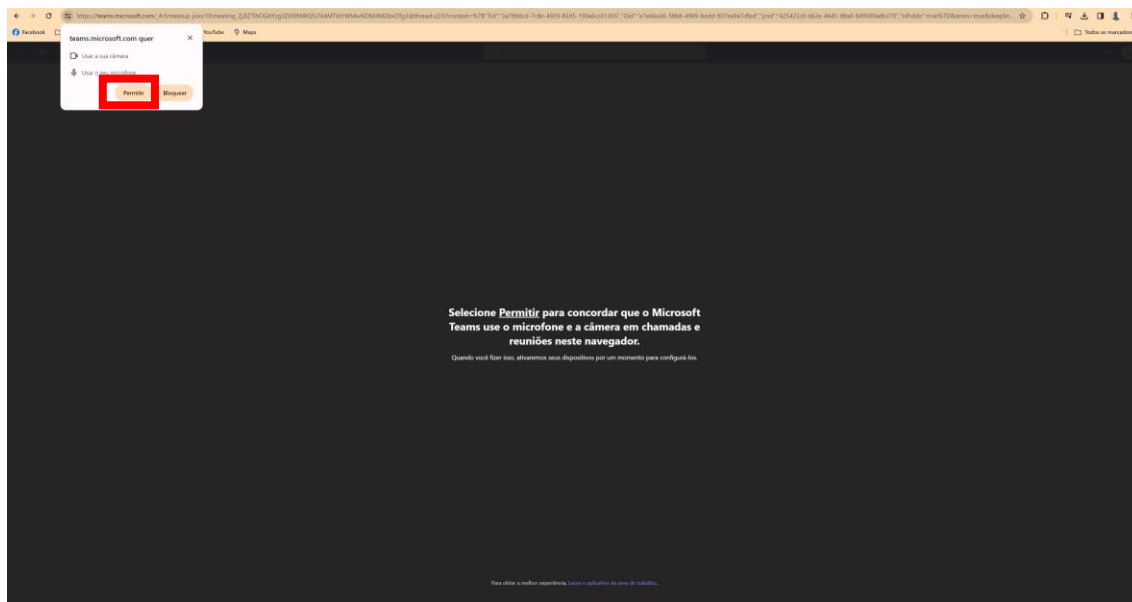 Facebook
YouTube
Maps
Todos os marcadores
teams.microsoft.com quer
Usar a sua câmara
Usar o seu microfone
Permitir
Bloquear
Selecione Permitir para concordar que o Microsoft
Teams use o microfone e a câmera em chamadas e
reuniões neste navegador.
Quando você fizer isso, ativaremos seus dispositivos por um momento para configurá-los.
Para obter a melhor experiência, baixe o aplicativo da área de trabalho.